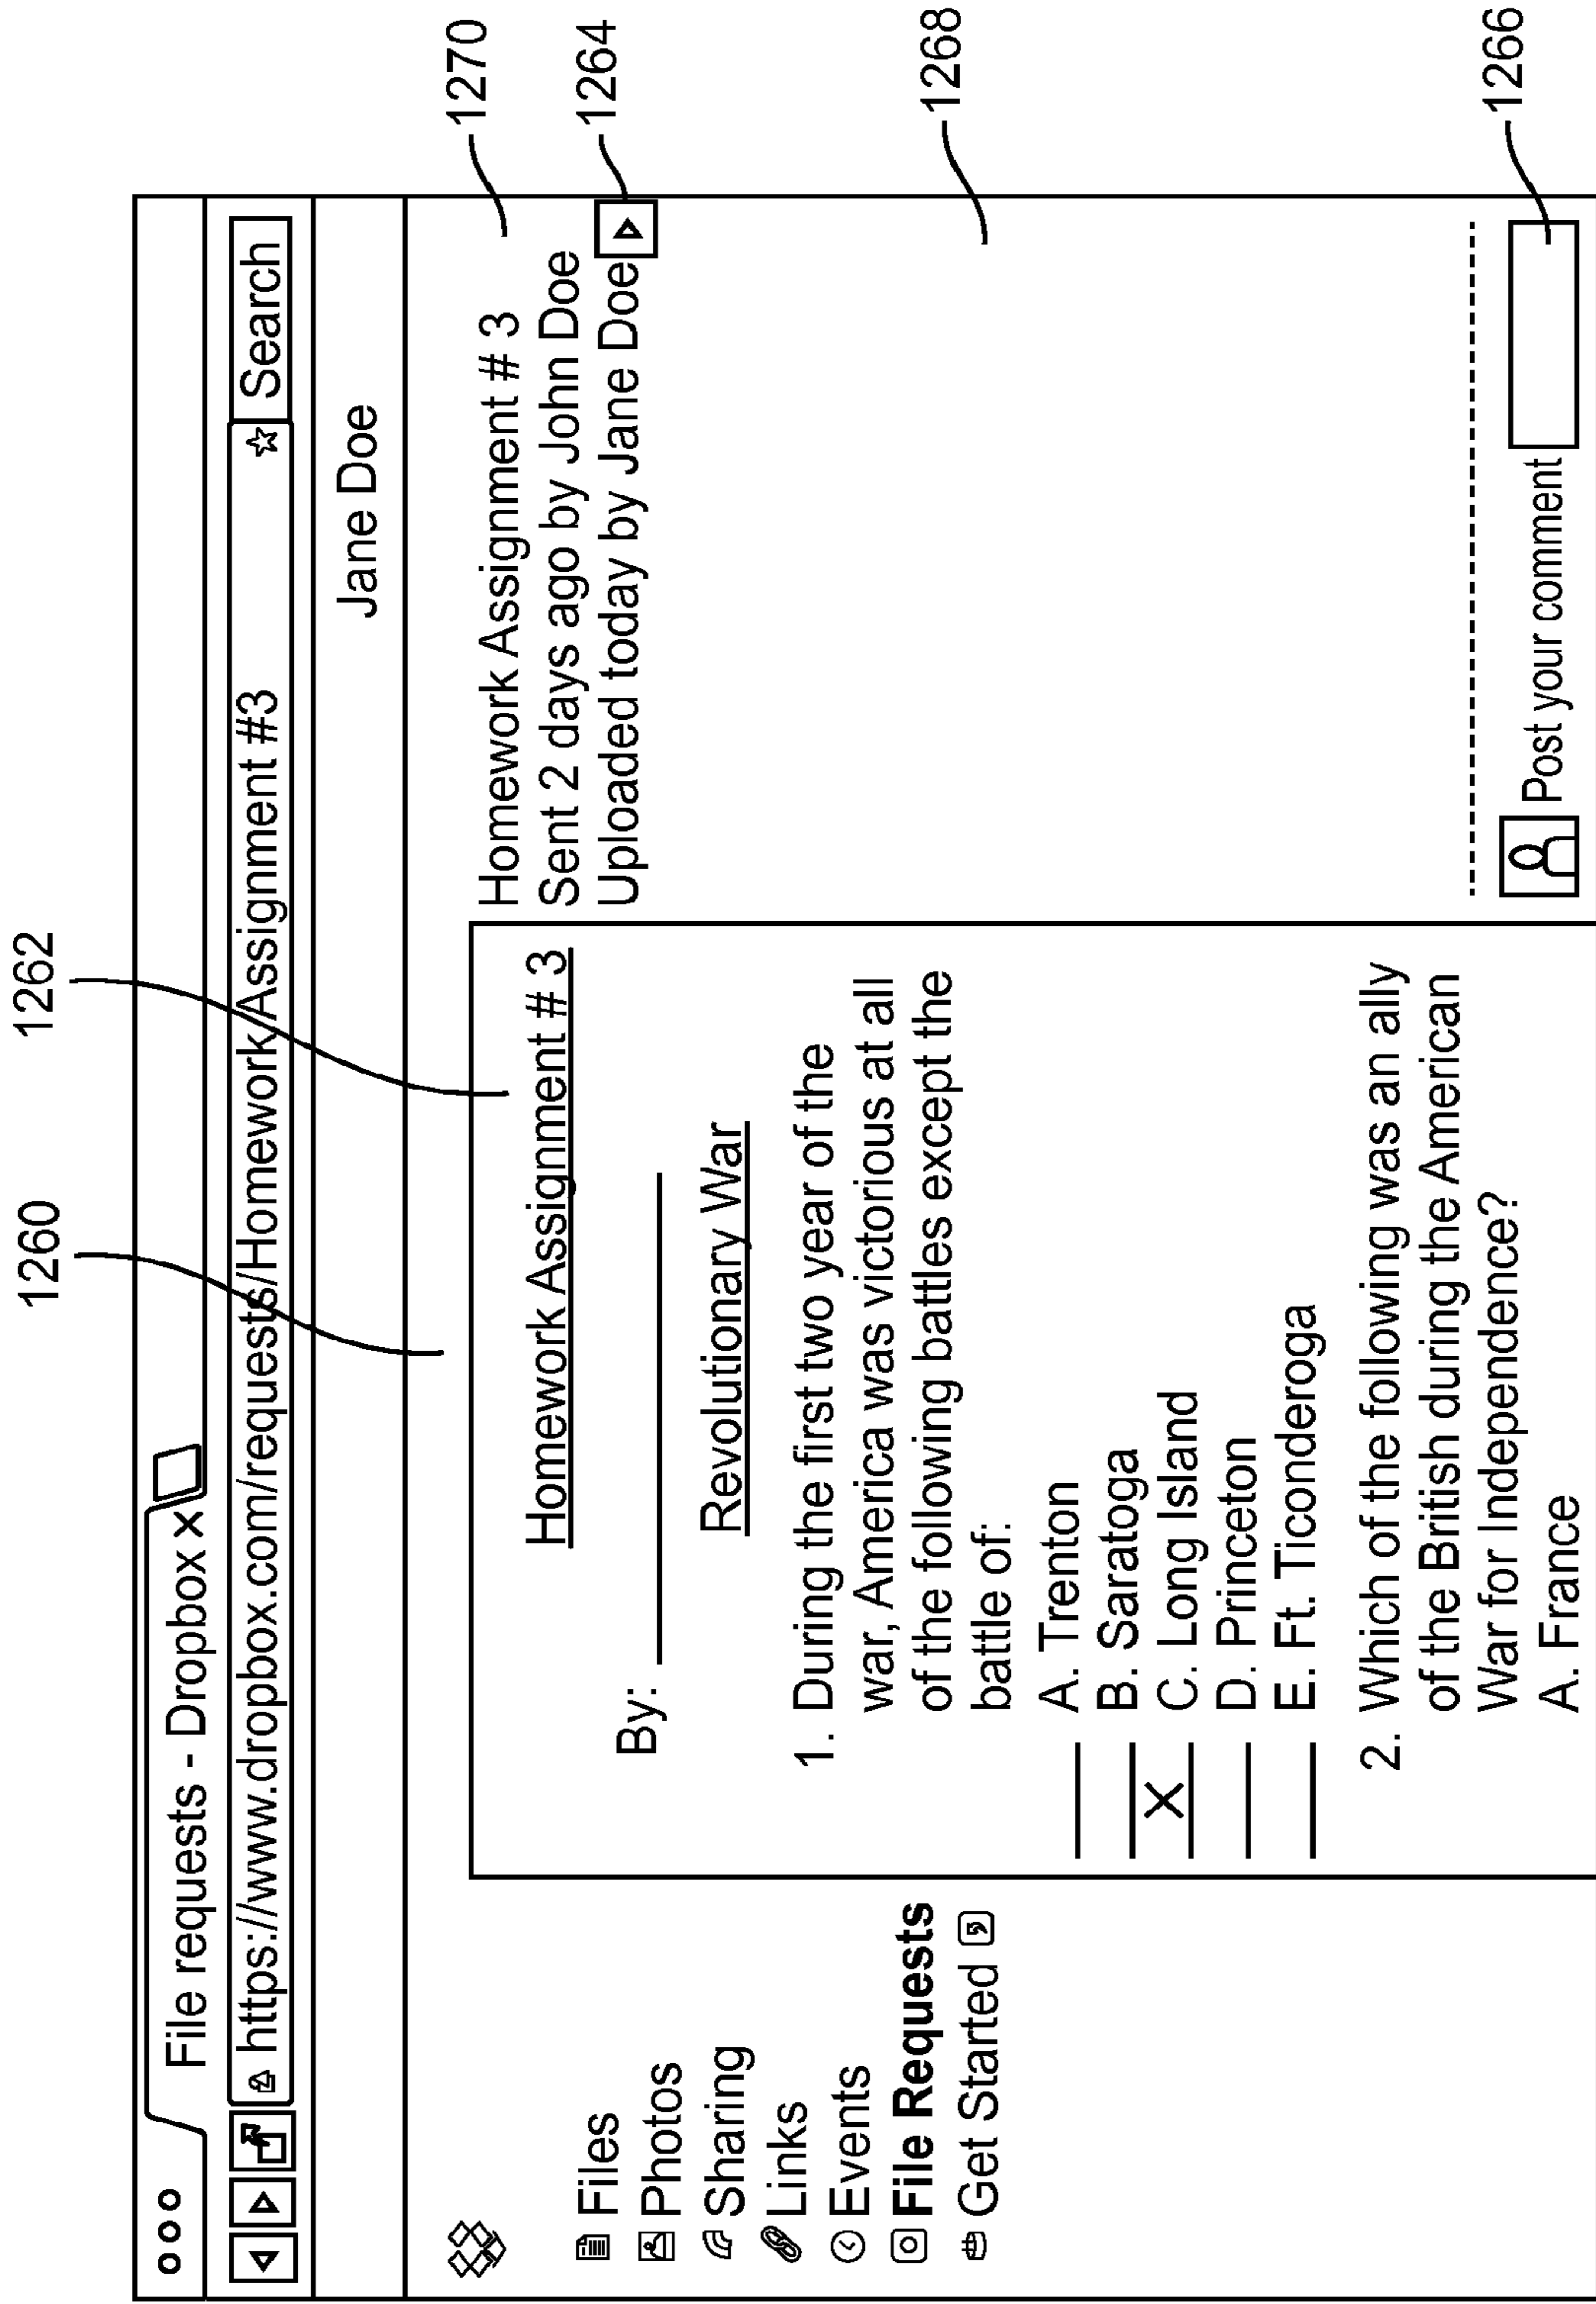 1260
1262
File requests - Dropbox X
https://www.dropbox.com/requests/Homework Assignment #3
Search
Jane Doe
Files
Photos
Sharing
Links
Events
File Requests
Get Started
Homework Assignment # 3
By:
Revolutionary War
1. During the first two year of the
war, America was victorious at all
of the following battles except the
battle of:
A. Trenton
B. Saratoga
X C. Long Island
D. Princeton
E. Ft. Ticonderoga
2. Which of the following was an ally
of the British during the American
War for Independence?
A. France
Homework Assignment # 3
Sent 2 days ago by John Doe
Uploaded today by Jane Doe
Post your comment
1270
1264
1268
1266